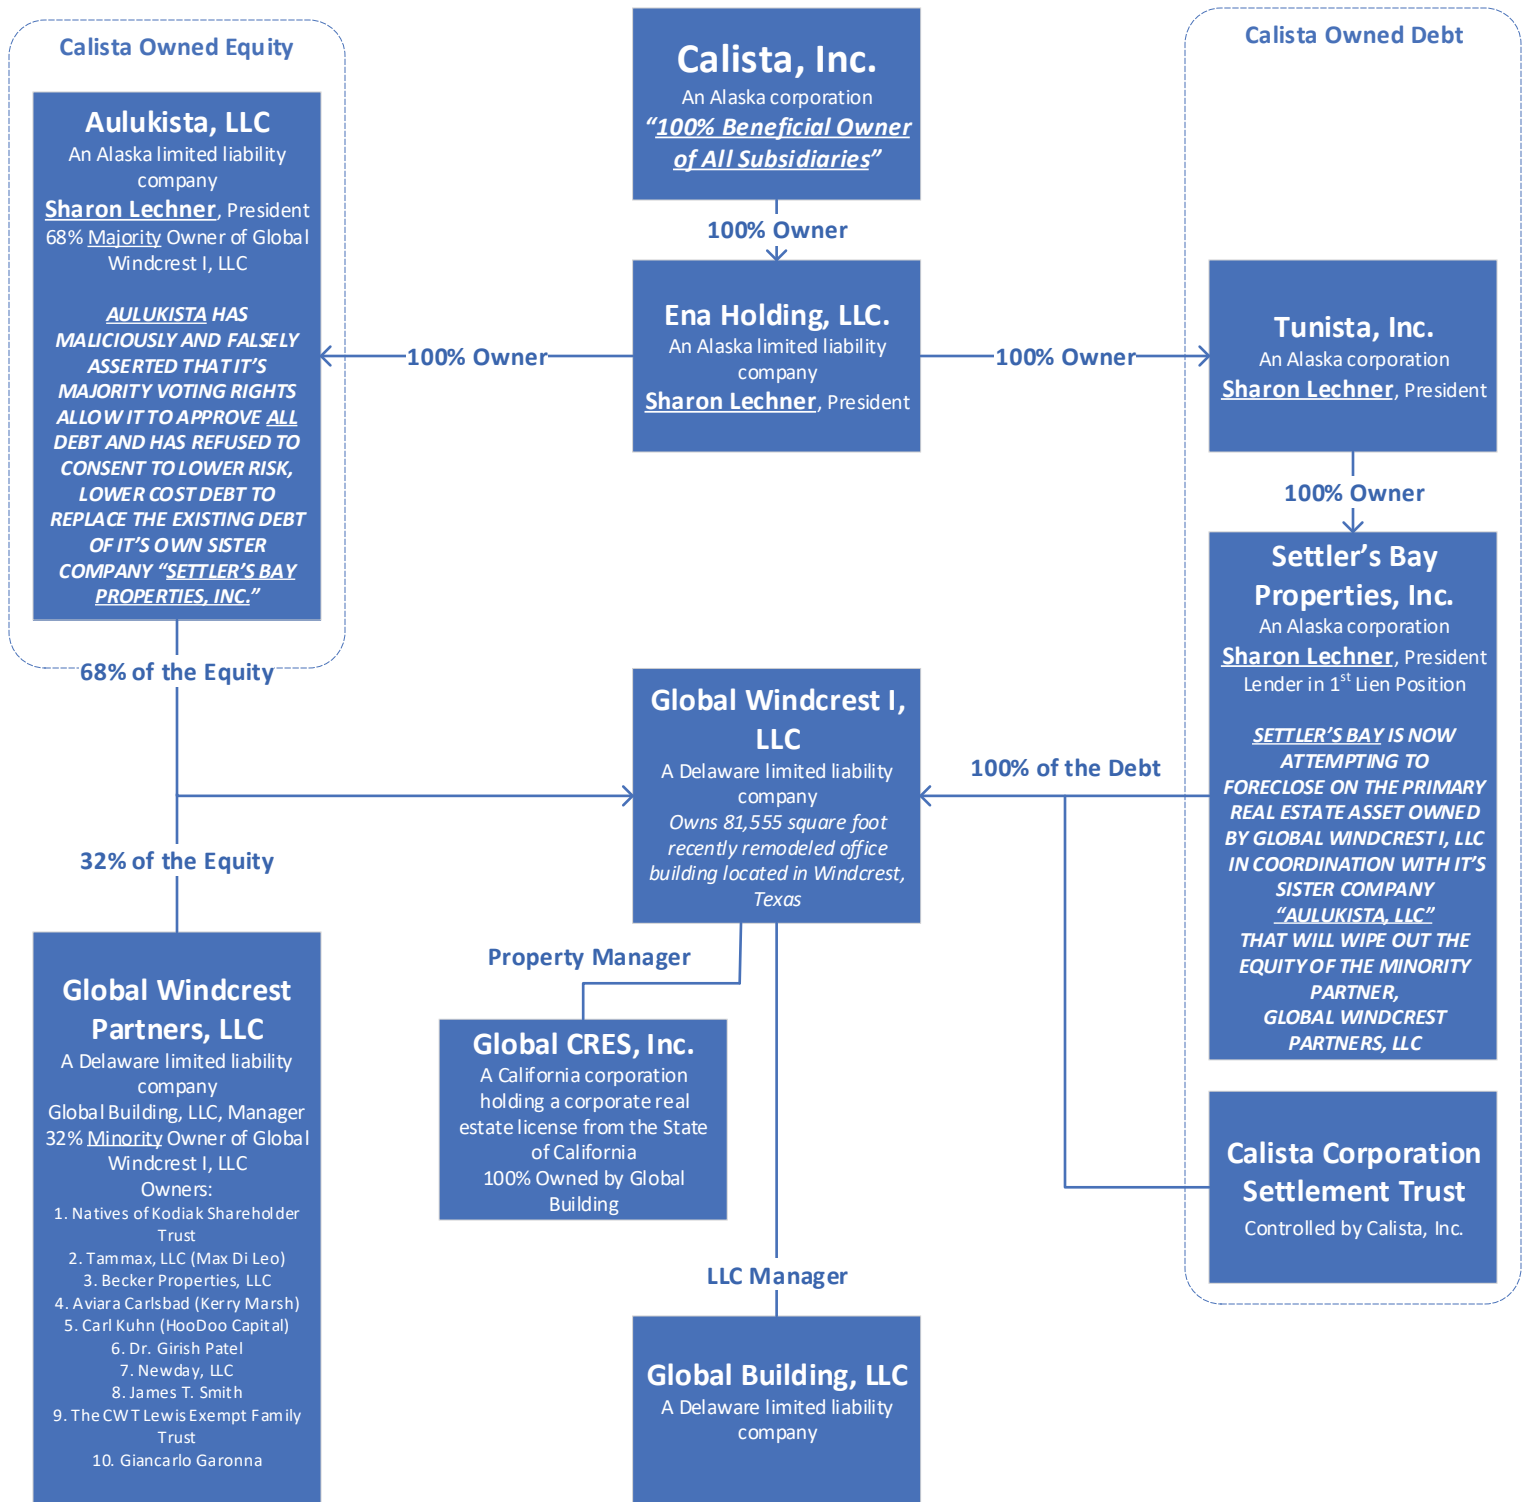 Calista Owned Equity
Aulukista, LLC
An Alaska limited liability
company
Sharon Lechner, President
68% Majority Owner of Global
Windcrest I, LLC
AULUKISTA HAS
MALICIOUSLY AND FALSELY
ASSERTED THAT IT’S
MAJORITY VOTING RIGHTS
ALLOW IT TO APPROVE ALL
DEBT AND HAS REFUSED TO
CONSENT TO LOWER RISK,
LOWER COST DEBT TO
REPLACE THE EXISTING DEBT
OF IT’S OWN SISTER
COMPANY “SETTLER’S BAY
PROPERTIES, INC.”
68% of the Equity
32% of the Equity
Global Windcrest
Partners, LLC
A Delaware limited liability
company
Global Building, LLC, Manager
32% Minority Owner of Global
Windcrest I, LLC
Owners:
1. Natives of Kodiak Shareholder
Trust
2. Tammax, LLC (Max Di Leo)
3. Becker Properties, LLC
4. Aviara Carlsbad (Kerry Marsh)
5. Carl Kuhn (HooDoo Capital)
6. Dr. Girish Patel
7. Newday, LLC
8. James T. Smith
9. The CWT Lewis Exempt Family
Trust
10. Giancarlo Garonna
Calista, Inc.
An Alaska corporation
“100% Beneficial Owner
of All Subsidiaries”
100% Owner
Ena Holding, LLC.
An Alaska limited liability
company
Sharon Lechner, President
100% Owner
100% Owner
Global Windcrest I,
LLC
A Delaware limited liability
company
Owns 81,555 square foot
recently remodeled office
building located in Windcrest,
Texas
Property Manager
Global CRES, Inc.
A California corporation
holding a corporate real
estate license from the State
of California
100% Owned by Global
Building
LLC Manager
Global Building, LLC
A Delaware limited liability
company
Calista Owned Debt
Tunista, Inc.
An Alaska corporation
Sharon Lechner, President
100% Owner
Settler’s Bay
Properties, Inc.
An Alaska corporation
Sharon Lechner, President
Lender in 1st Lien Position
SETTLER’S BAY IS NOW
ATTEMPTING TO
FORECLOSE ON THE PRIMARY
REAL ESTATE ASSET OWNED
BY GLOBAL WINDCREST I, LLC
IN COORDINATION WITH IT’S
SISTER COMPANY
“AULUKISTA, LLC”
THAT WILL WIPE OUT THE
EQUITY OF THE MINORITY
PARTNER,
GLOBAL WINDCREST
PARTNERS, LLC
100% of the Debt
Calista Corporation
Settlement Trust
Controlled by Calista, Inc.